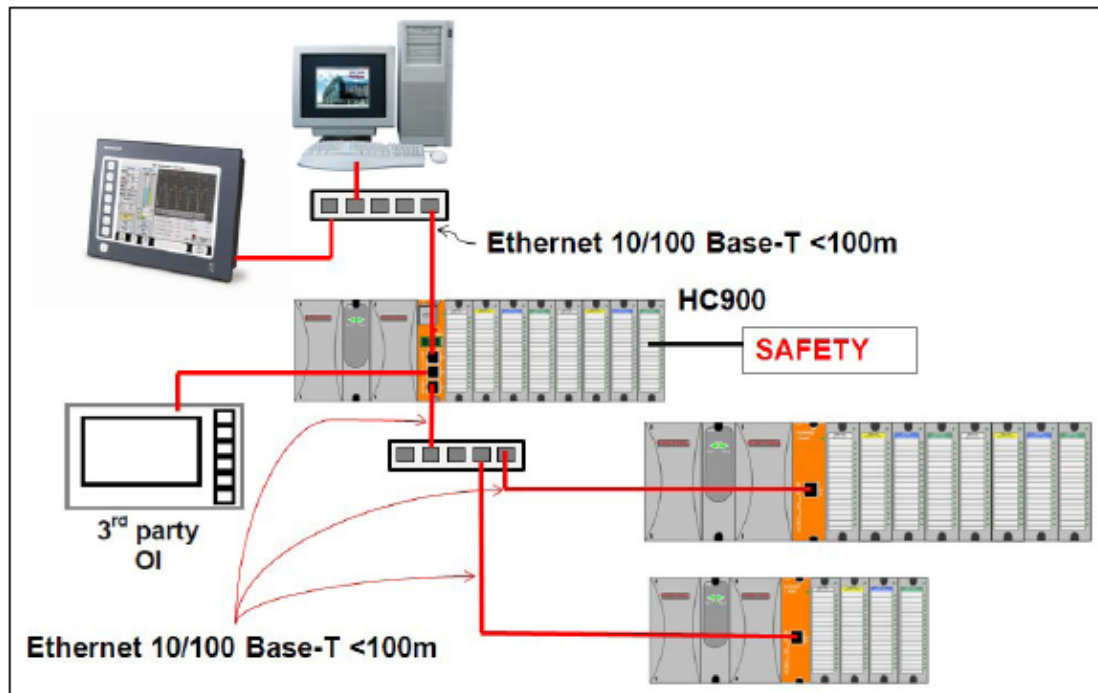 Ethernet 10/100 Base-T <100m
HC900
SAFETY
3rd party
OI
Ethernet 10/100 Base-T <100m